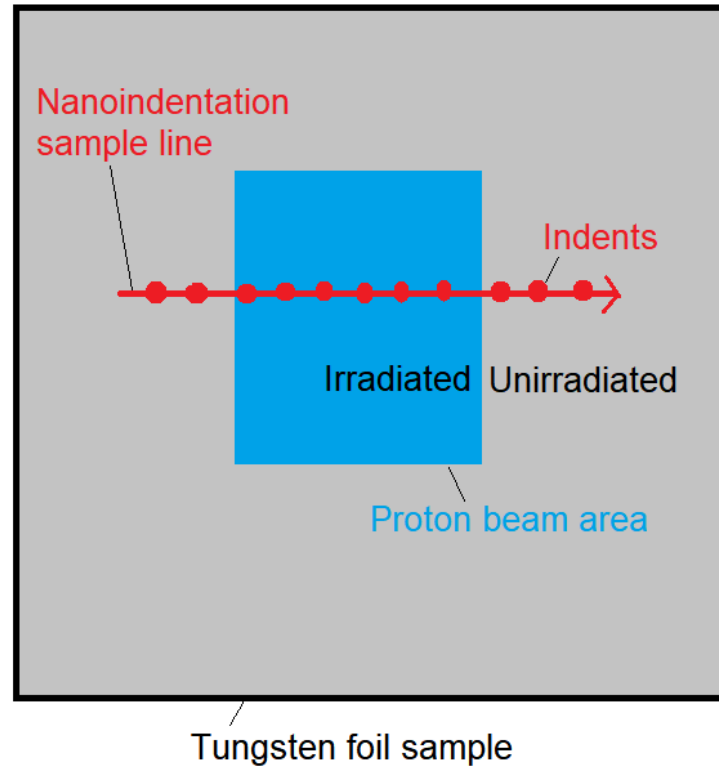 Nanoindentation
sample line
Indents
Irradiated
Unirradiated
Proton beam area
Tungsten foil sample